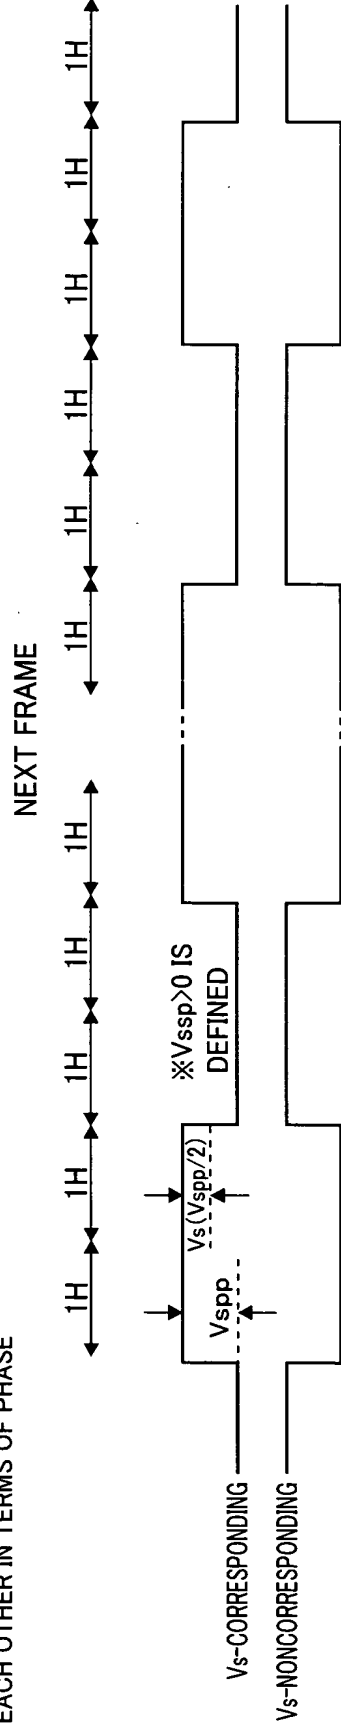 EACH OTHER IN TERMS OF PHASE
NEXT FRAME
1H 1H 1H 1H 1H 1H 1H 1H 1H 1H 1H
Vspp
Vs(Vspp/2)
※Vssp>0 IS
DEFINED
Vs-CORRESPONDING
Vs-NONCORRESPONDING